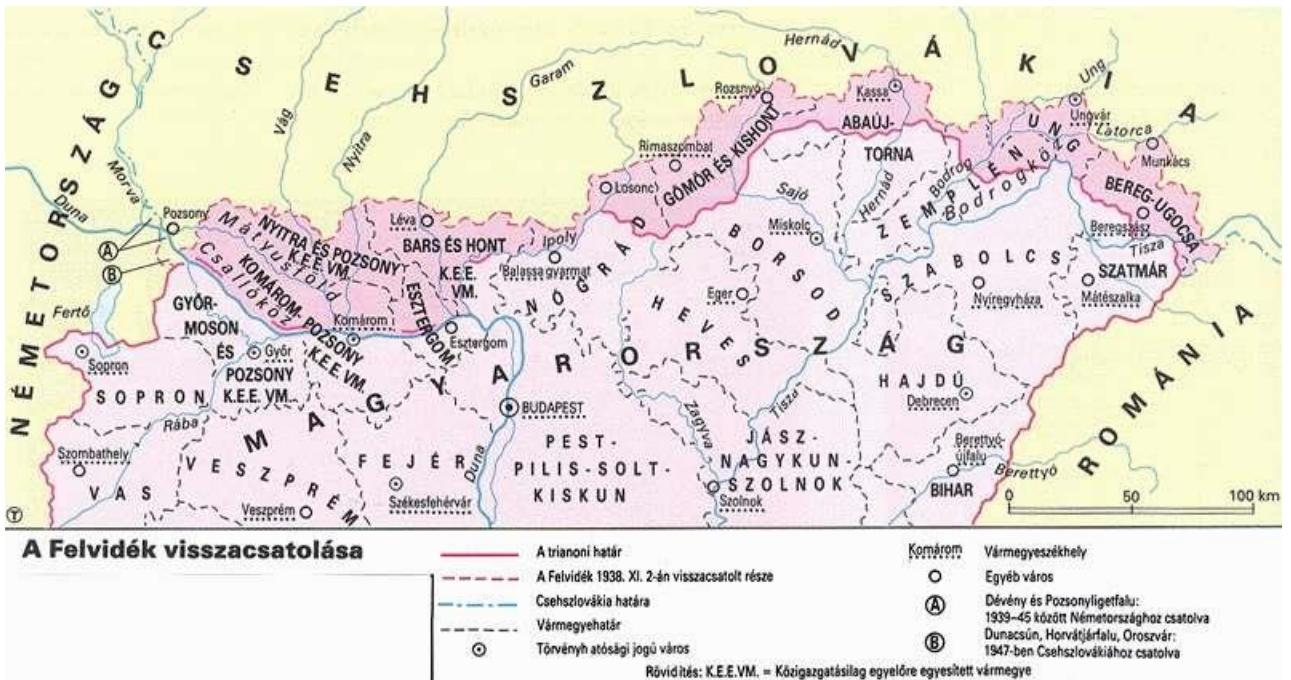 CSEHSZLOVÁKIA
NÉMETORSZÁG
MAGYARORSZÁG
ROMÁNIA
Duna
Morva
Vág
Nyitra
Garam
Hernád
Ung
Latorca
Pozsony
A
B
Fertő
Mátyusföld
Csallóköz
NYITRA ÉS POZSONY
K.E.E. VM.
KOMÁROM-
POZSONY
K.E.E. VM.
Komárom
Léva
BARS ÉS HONT
K.E.E.
VM.
ESZTERGOM
Esztergom
Ipoly
Balassagyarmat
NÓGRÁD
Losonc
Rimaszombat
Rozsnyó
GÖMÖR ÉS KISHONT
Kassa
ABAÚJ-
TORNA
Sajó
Hernád
Miskolc
BORSOD
Bodrog
ZEMPLÉN
Bodrogköz
UNG
Ungvár
Munkács
BEREG-UGOCSA
Beregszász
Tisza
SZATMÁR
Mátészalka
SZABOLCS
Nyíregyháza
Eger
HEVES
GYŐR-
MOSON
ÉS
POZSONY
K.E.E. VM.
Győr
Sopron
SOPRON
Rába
Szombathely
VAS
VESZPRÉM
Veszprém
FEJÉR
Székesfehérvár
Duna
BUDAPEST
PEST-
PILIS-SOLT-
KISKUN
Zagyva
Tisza
JÁSZ-
NAGYKUN-
SZOLNOK
Szolnok
HAJDÚ
Debrecen
Berettyó-
újfalu
Berettyó
BIHAR
0 50 100 km
T
A Felvidék visszacsatolása
A trianoni határ
A Felvidék 1938. XI. 2-án visszacsatolt része
Csehszlovákia határa
Vármegyehatár
Törvényhatósági jogú város
Komárom Vármegyeszékhely
Egyéb város
A Dévény és Pozsonyligetfalu:
1939–45 között Németországhoz csatolva
B Dunacsún, Horvátjárfalu, Oroszvár:
1947-ben Csehszlovákiához csatolva
Rövidítés: K.E.E.VM. = Közigazgatásilag egyelőre egyesített vármegye